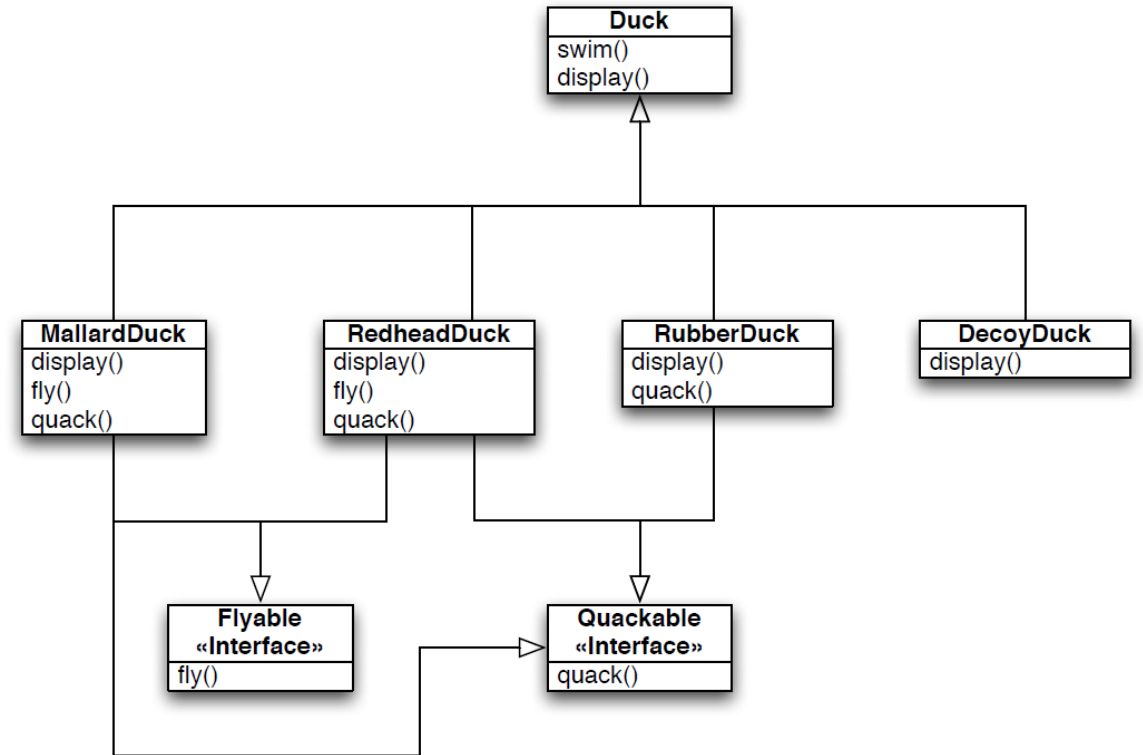 Duck
swim()
display()
MallardDuck
display()
fly()
quack()
RedheadDuck
display()
fly()
quack()
RubberDuck
display()
quack()
DecoyDuck
display()
Flyable
«Interface»
fly()
Quackable
«Interface»
quack()